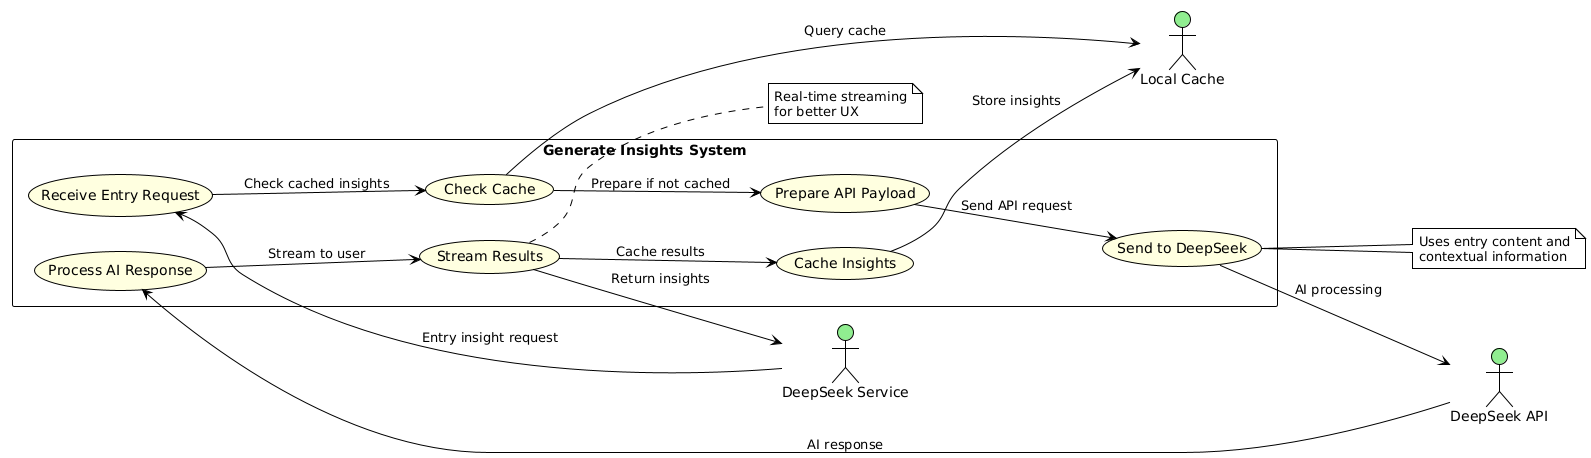 Query cache
Local Cache
Real-time streaming
for better UX
Store insights
Generate Insights System
Receive Entry Request
Check cached insights
Check Cache
Prepare if not cached
Prepare API Payload
Send API request
Send to DeepSeek
Uses entry content and
contextual information
Process AI Response
Stream to user
Stream Results
Cache results
Cache Insights
Return insights
AI processing
Entry insight request
DeepSeek Service
DeepSeek API
AI response